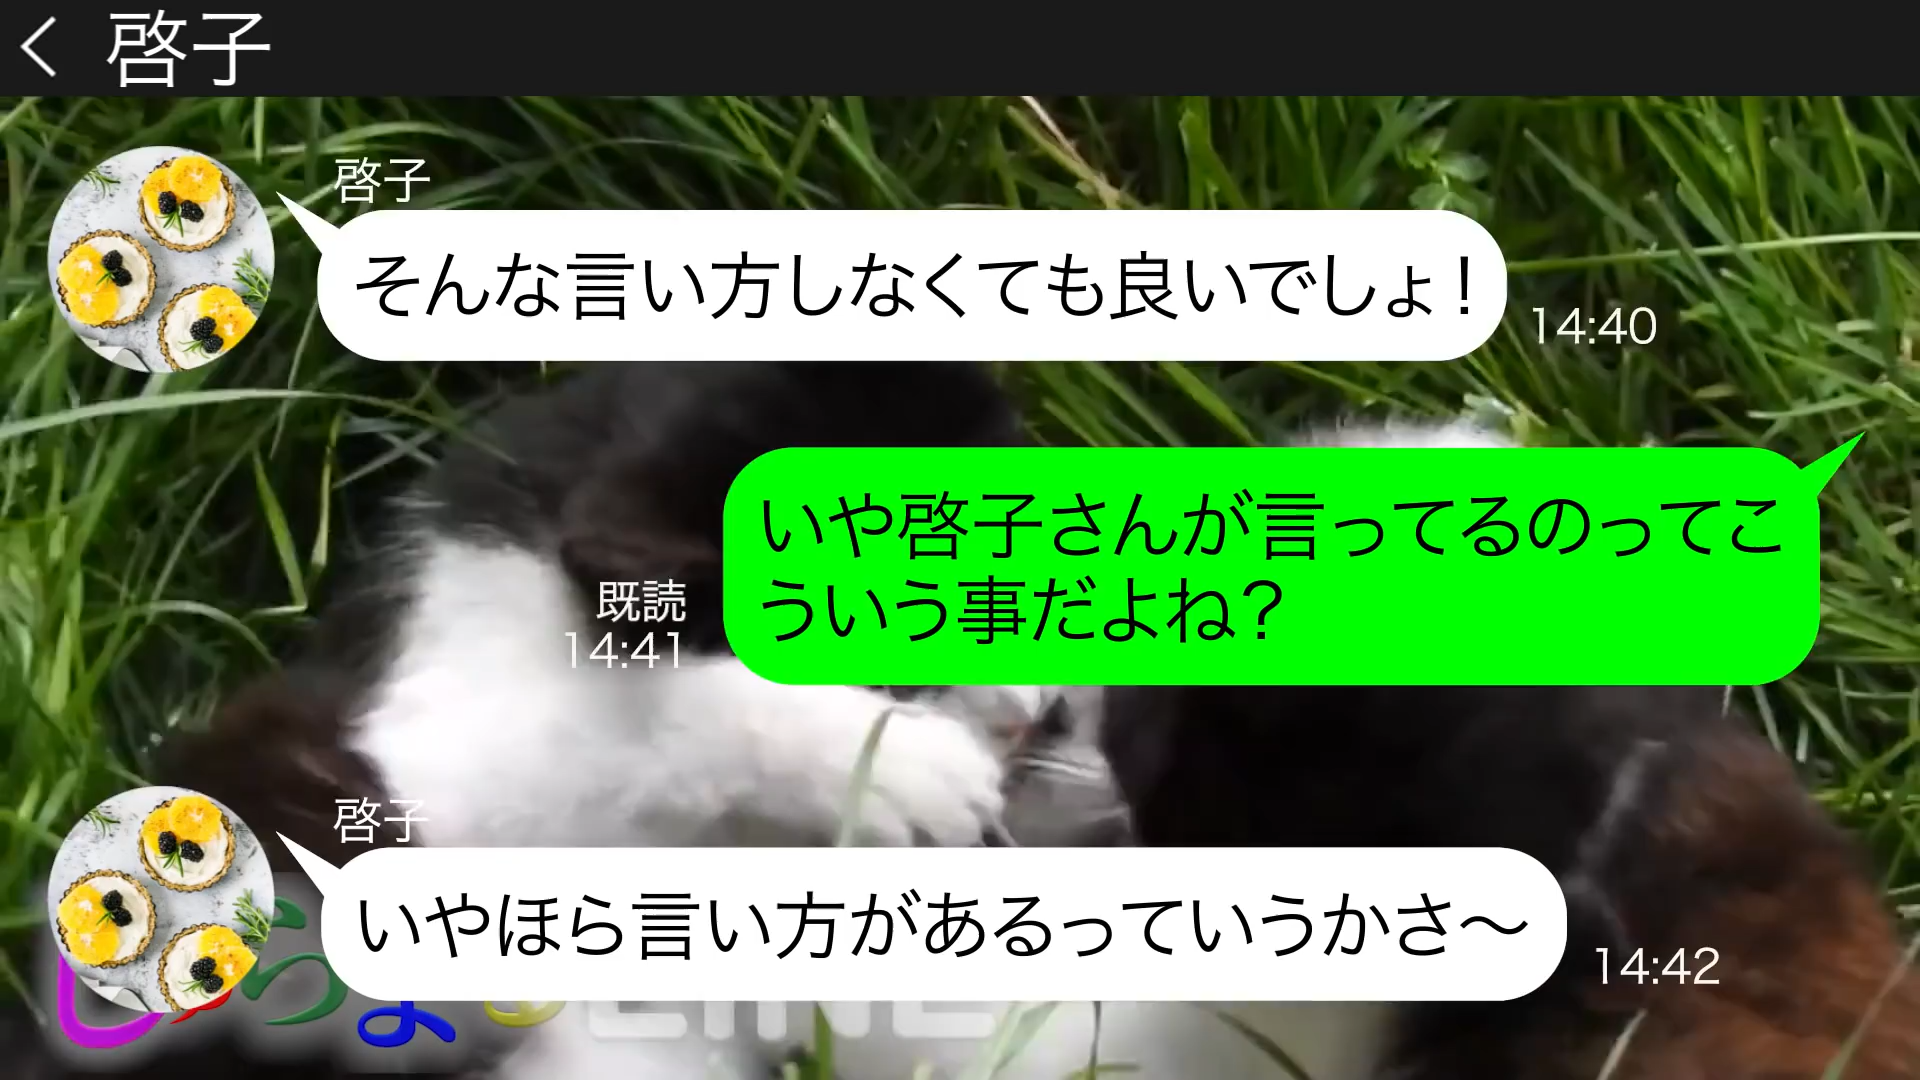 啓子
啓子
そんな言い方しなくても良いでしょ！
14:40
いや啓子さんが言ってるのってこ
ういう事だよね？
既読
14:41
啓子
いやほら言い方があるっていうかさ～
14:42
LINE